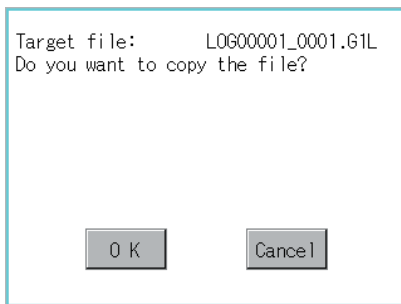 Target file: LOG00001_0001.G1L
Do you want to copy the file?
OK
Cancel